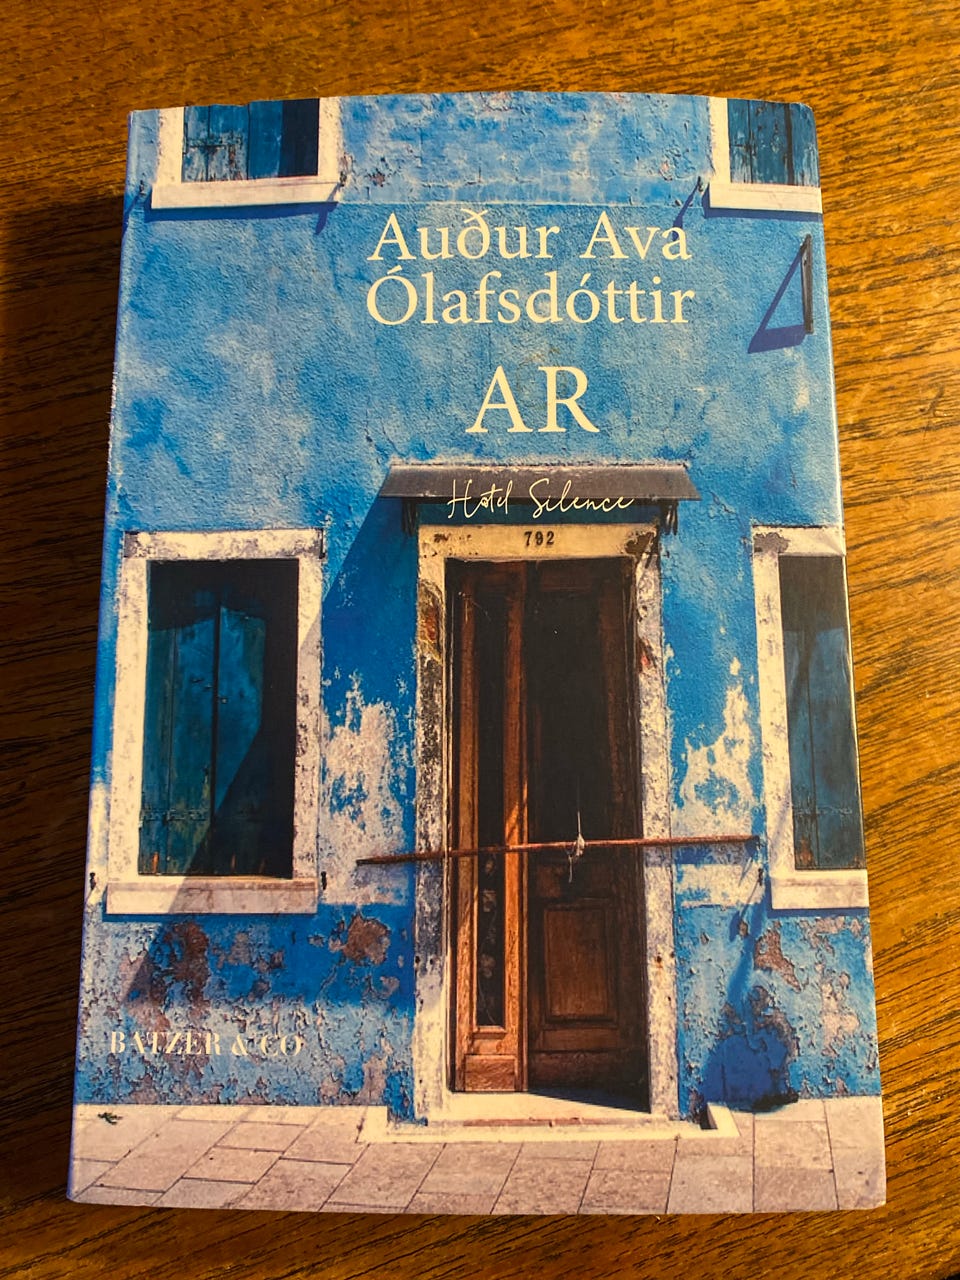 Auður Ava
Ólafsdóttir
AR
Hotel Silence
792
BATZER & CO